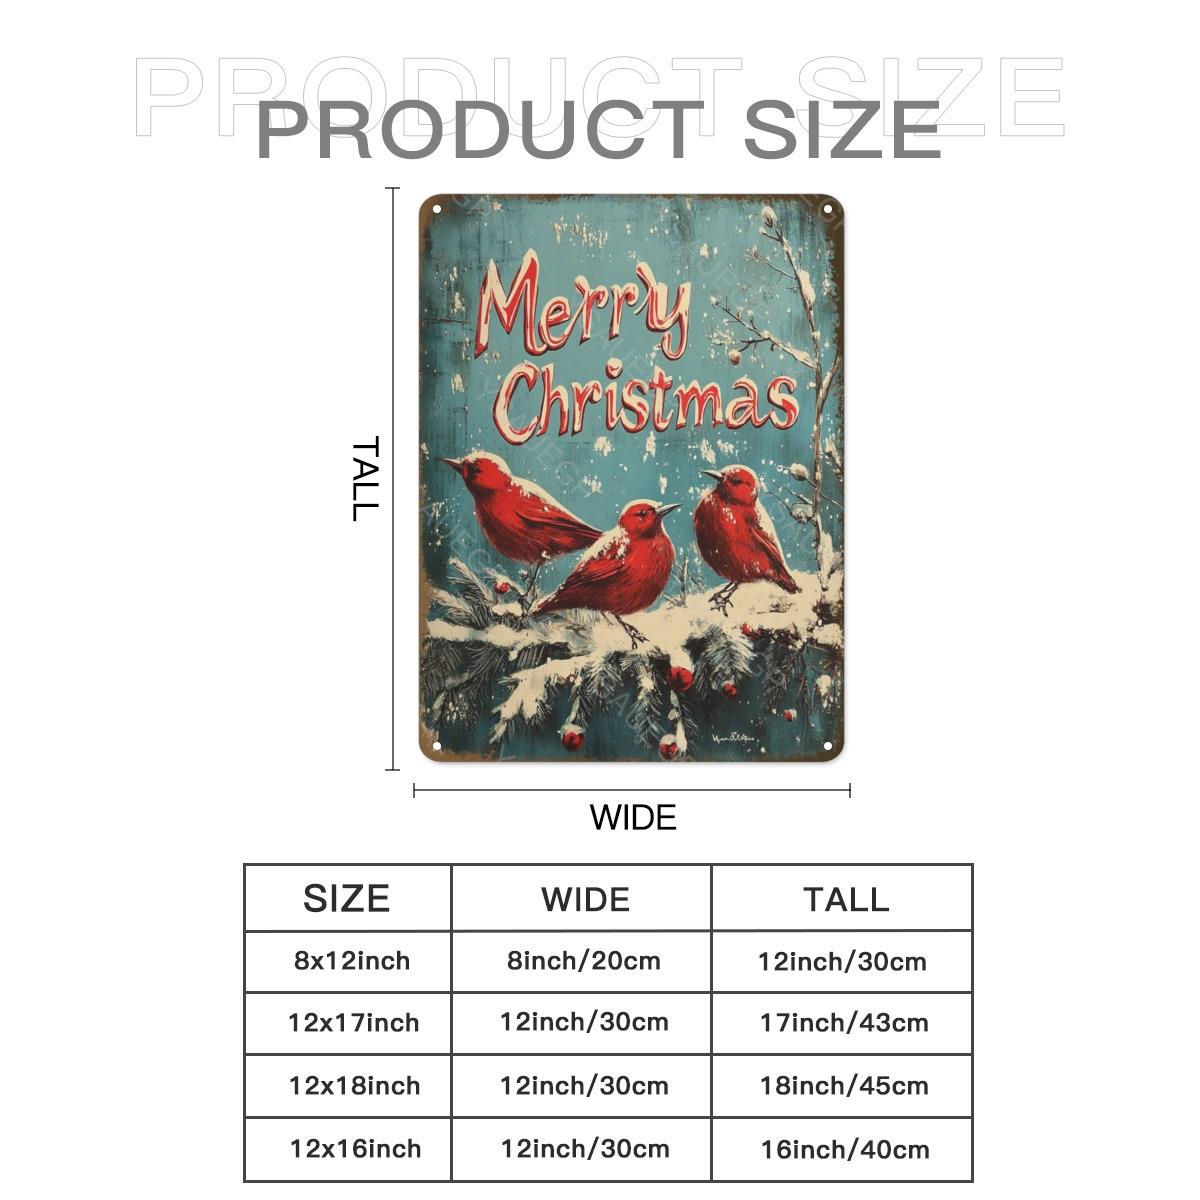 PRODUCT SIZE
PRODUCT SIZE
Merry
Christmas
TALL
WIDE
SIZE WIDE TALL
8x12inch 8inch/20cm 12inch/30cm
12x17inch 12inch/30cm 17inch/43cm
12x18inch 12inch/30cm 18inch/45cm
12x16inch 12inch/30cm 16inch/40cm